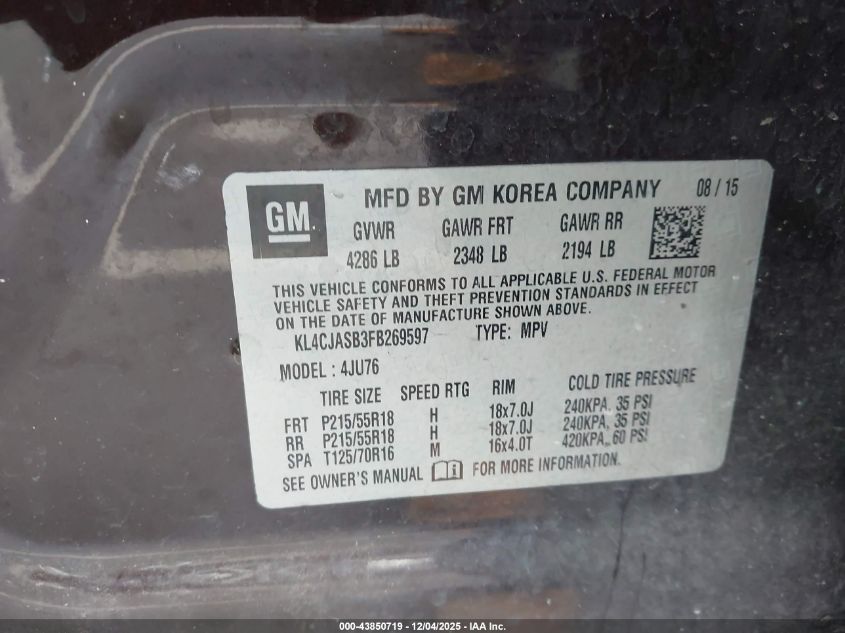 GM
MFD BY GM KOREA COMPANY 08 / 15
GVWR GAWR FRT GAWR RR
4286 LB 2348 LB 2194 LB
THIS VEHICLE CONFORMS TO ALL APPLICABLE U.S. FEDERAL MOTOR
VEHICLE SAFETY AND THEFT PREVENTION STANDARDS IN EFFECT
ON THE DATE OF MANUFACTURE SHOWN ABOVE.
KL4CJASB3FB269597 TYPE: MPV
MODEL : 4JU76
TIRE SIZE SPEED RTG RIM COLD TIRE PRESSURE
FRT P215/55R18 H 18x7.0J 240KPA, 35 PSI
RR P215/55R18 H 18x7.0J 240KPA, 35 PSI
SPA T125/70R16 M 16x4.0T 420KPA, 60 PSI
SEE OWNER'S MANUAL FOR MORE INFORMATION.
000-43850719 - 12/04/2025 - IAA Inc.